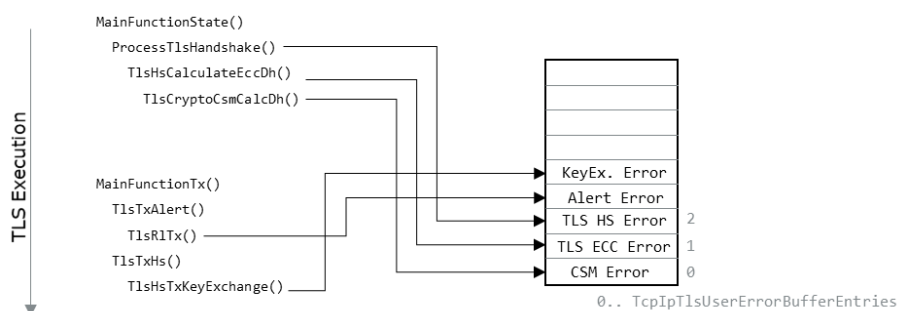 MainFunctionState()
ProcessTlsHandshake()
TlsHsCalculateEccDh()
TlsCryptoCsmCalcDh()
TLS Execution
MainFunctionTx()
TlsTxAlert()
TlsRlTx()
TlsTxHs()
TlsHsTxKeyExchange()
KeyEx. Error
Alert Error
TLS HS Error 2
TLS ECC Error 1
CSM Error 0
0.. TcpIpTlsUserErrorBufferEntries